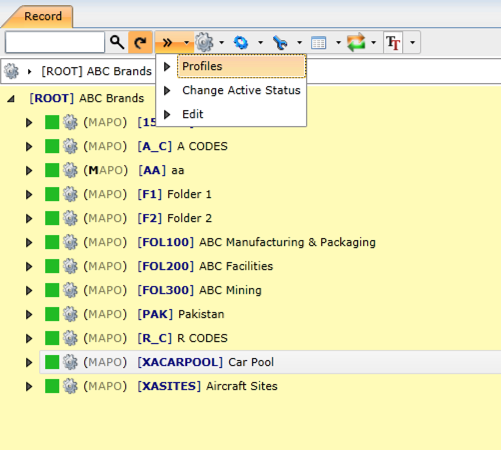 Record
TT
[ROOT] ABC Brands
Profiles
Change Active Status
Edit
[ROOT] ABC Brands
(MAPO) [15
(MAPO) [A_C] A CODES
(MAPO) [AA] aa
(MAPO) [F1] Folder 1
(MAPO) [F2] Folder 2
(MAPO) [FOL100] ABC Manufacturing & Packaging
(MAPO) [FOL200] ABC Facilities
(MAPO) [FOL300] ABC Mining
(MAPO) [PAK] Pakistan
(MAPO) [R_C] R CODES
(MAPO) [XACARPOOL] Car Pool
(MAPO) [XASITES] Aircraft Sites